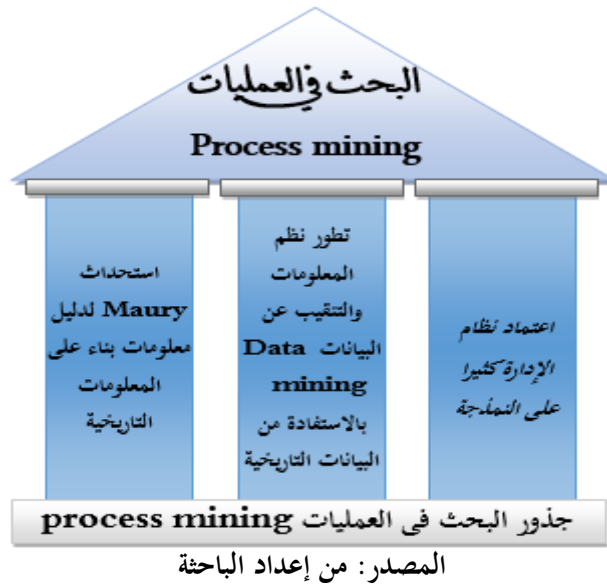 البحث في العمليات
Process mining
اعتماد نظام
الإدارة كثيرا
على النمذجة
تطور نظم
المعلومات
والتنقيب عن
البيانات Data
mining
بالاستفادة من
البيانات التاريخية
استحداث
Maury لدليل
معلومات بناء على
المعلومات
التاريخية
جذور البحث فى العمليات process mining
المصدر: من إعداد الباحثة